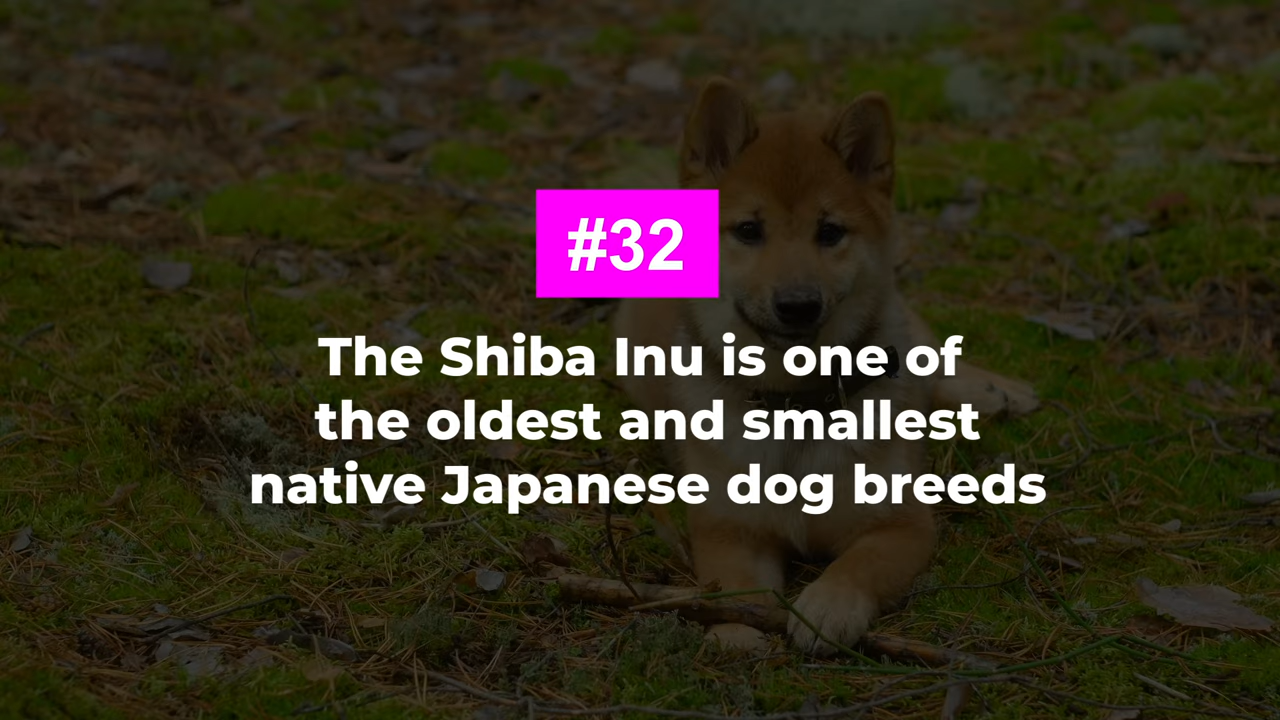 #32
The Shiba Inu is one of
the oldest and smallest
native Japanese dog breeds